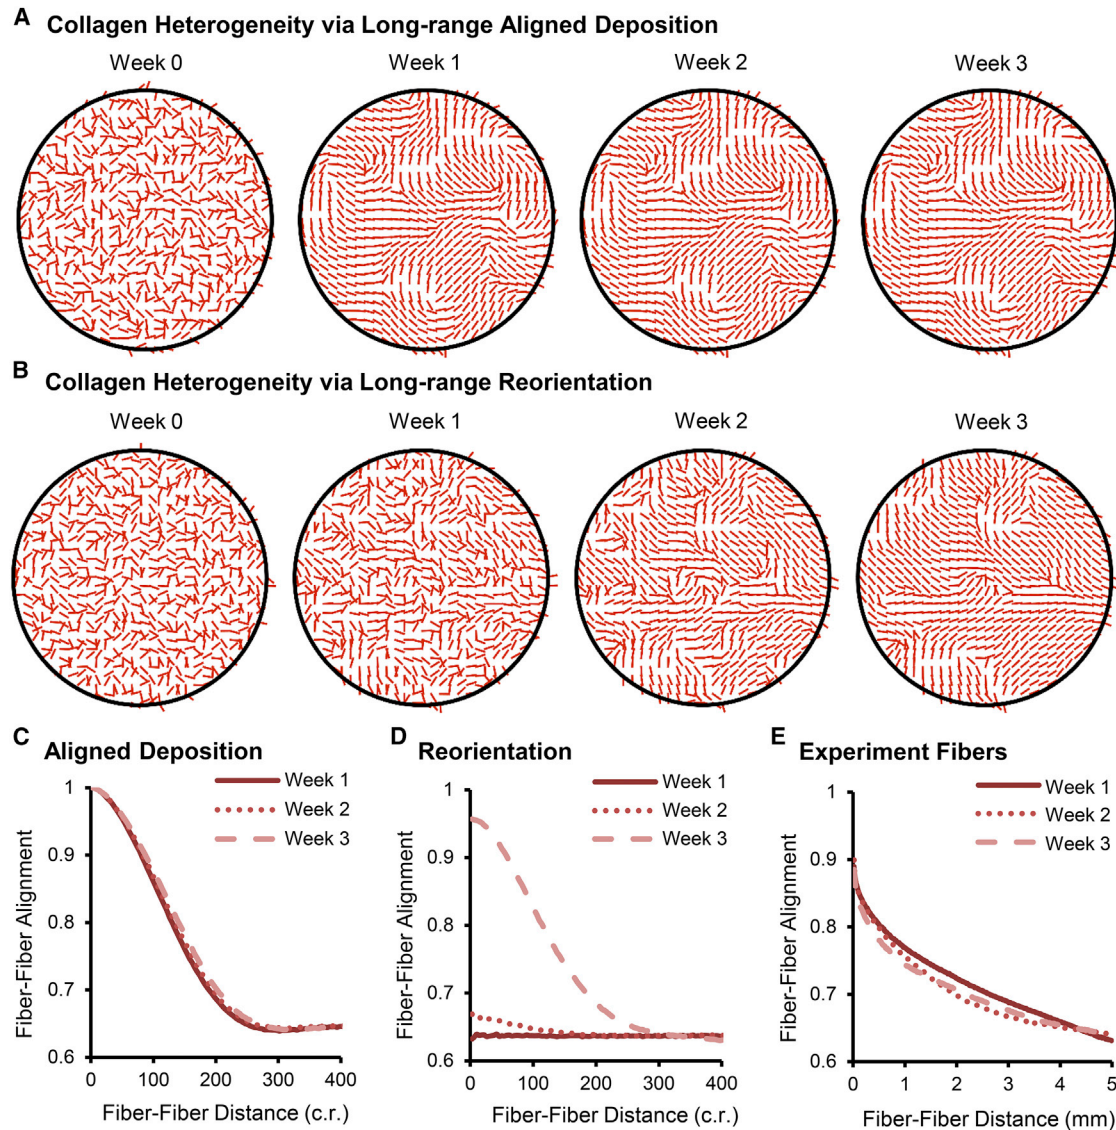 A Collagen Heterogeneity via Long-range Aligned Deposition
Week 0 Week 1 Week 2 Week 3
B Collagen Heterogeneity via Long-range Reorientation
Week 0 Week 1 Week 2 Week 3
C Aligned Deposition
Week 1
Week 2
Week 3
Fiber-Fiber Alignment
1
0.9
0.8
0.7
0.6
0 100 200 300 400
Fiber-Fiber Distance (c.r.)
D Reorientation
Week 1
Week 2
Week 3
Fiber-Fiber Alignment
1
0.9
0.8
0.7
0.6
0 100 200 300 400
Fiber-Fiber Distance (c.r.)
E Experiment Fibers
Week 1
Week 2
Week 3
Fiber-Fiber Alignment
1
0.9
0.8
0.7
0.6
0 1 2 3 4 5
Fiber-Fiber Distance (mm)